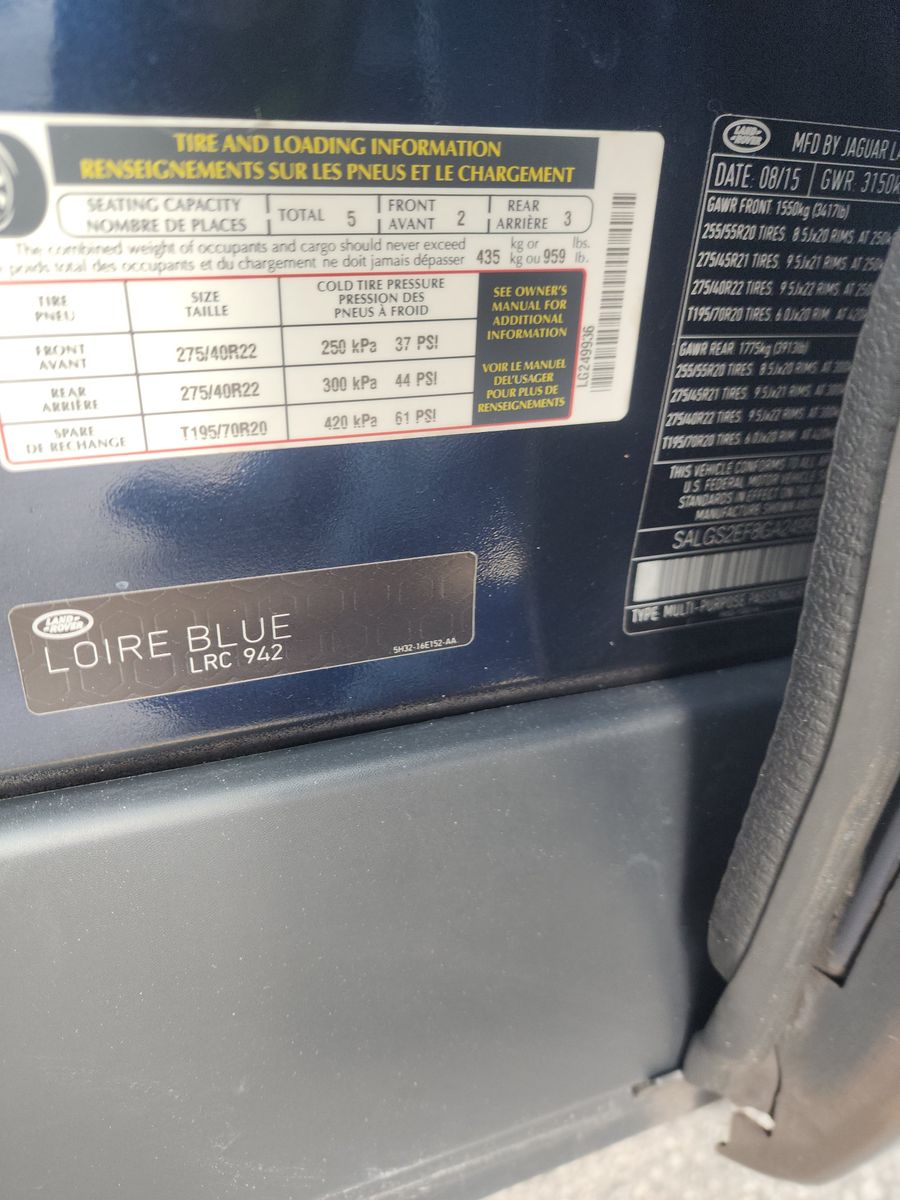 TIRE AND LOADING INFORMATION
RENSEIGNEMENTS SUR LES PNEUS ET LE CHARGEMENT
SEATING CAPACITY
NOMBRE DE PLACES
TOTAL 5
FRONT
AVANT 2
REAR
ARRIÈRE 3
The combined weight of occupants and cargo should never exceed 435 kg or 959 lbs.
poids total des occupants et du chargement ne doit jamais dépasser kg ou lb.
TIRE
PNEU
SIZE
TAILLE
COLD TIRE PRESSURE
PRESSION DES
PNEUS À FROID
FRONT
AVANT
275/40R22
250 kPa 37 PSI
REAR
ARRIÈRE
275/40R22
300 kPa 44 PSI
SPARE
DE RECHANGE
T195/70R20
420 kPa 61 PSI
SEE OWNER'S
MANUAL FOR
ADDITIONAL
INFORMATION
VOIR LE MANUEL
DEL'USAGER
POUR PLUS DE
RENSEIGNEMENTS
LG249936
LAND ROVER
MFD BY JAGUAR
DATE: 08/15 GWR: 3150
GAWR FRONT 1550kg (3417lb)
255/55R20 TIRES 8.5Jx20 RIMS AT 250
275/45R21 TIRES 9.5Jx21 RIMS AT 250
275/40R22 TIRES 9.5Jx22 RIMS AT 250
T195/70R20 TIRES 6.0Jx20 RIM AT 420
GAWR REAR 1775kg (3913lb)
255/55R20 TIRES 8.5Jx20 RIMS AT
275/45R21 TIRES 9.5Jx21 RIMS AT
275/40R22 TIRES 9.5Jx22 RIMS AT
T195/70R20 TIRES 6.0Jx20 RIMS AT
THIS VEHICLE CONFORMS TO ALL
U.S. FEDERAL MOTOR
STANDARDS IN EFFECT ON
MANUFACTURE
SALGS2EF8GA
TYPE: MULTI-PURPOSE
LAND ROVER
LOIRE BLUE
LRC 942
5H32-16E152-AA